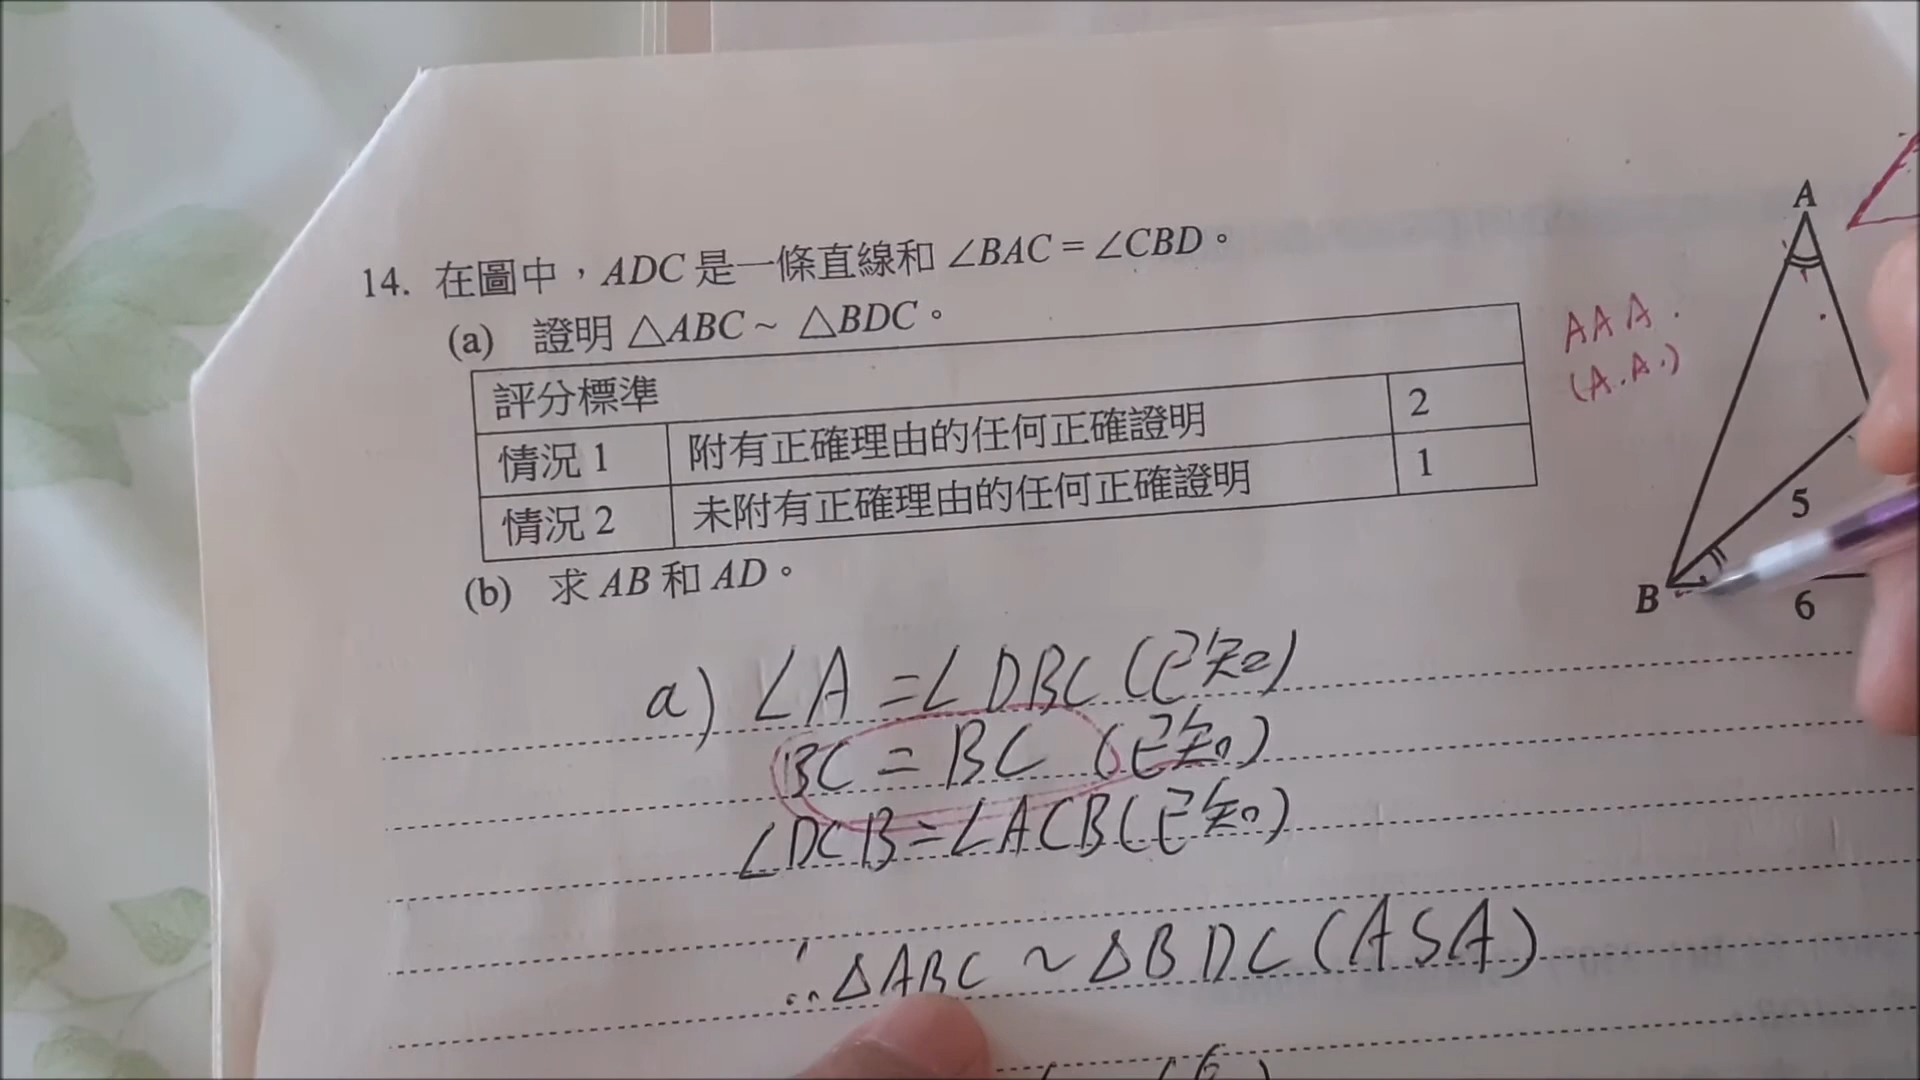 14. 在圖中，ADC 是一條直線和 ∠BAC = ∠CBD。
(a) 證明 △ABC ~ △BDC。
評分標準
情況 1 附有正確理由的任何正確證明 2
情況 2 未附有正確理由的任何正確證明 1
(b) 求 AB 和 AD。
AAA.
(A.A.)
A
5
B
6
a) ∠A = ∠DBC (已知)
BC = BC (已知)
∠DCB = ∠ACB (已知)
∴ △ABC ~ △BDC (ASA)